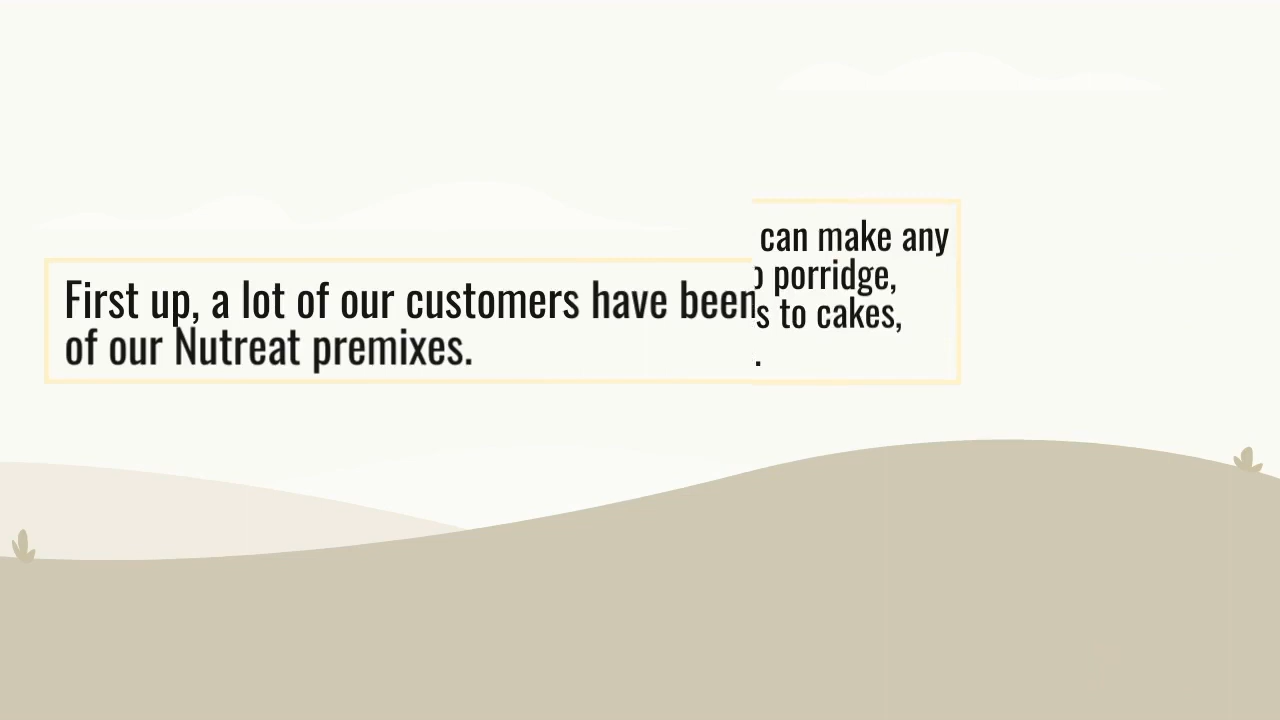 First up, a lot of our customers have been
of our Nutreat premixes.
can make any
porridge,
to cakes,
.